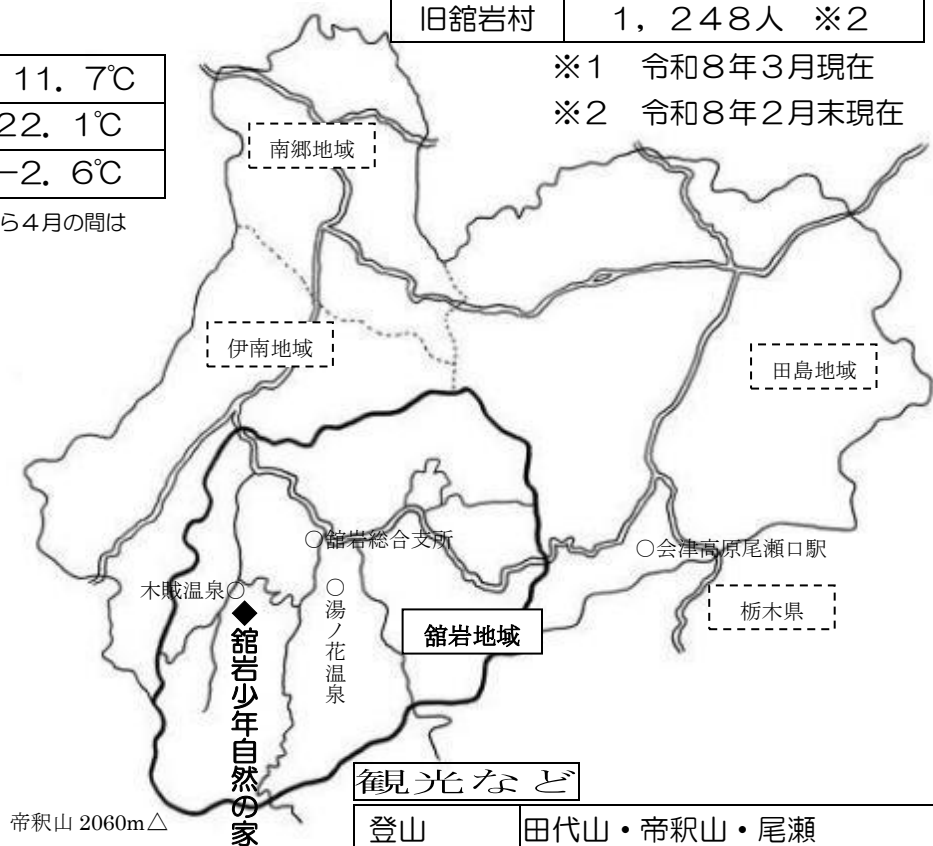 旧舘岩村 1，248人 ※2
※1 令和8年3月現在
※2 令和8年2月末現在
11．7℃
22．1℃
−2．6℃
ら4月の間は
南郷地域
伊南地域
田島地域
○舘岩総合支所
○会津高原尾瀬口駅
木賊温泉○
○湯ノ花温泉
舘岩地域
栃木県
◆舘岩少年自然の家
帝釈山 2060m△
観光など
登山 田代山・帝釈山・尾瀬